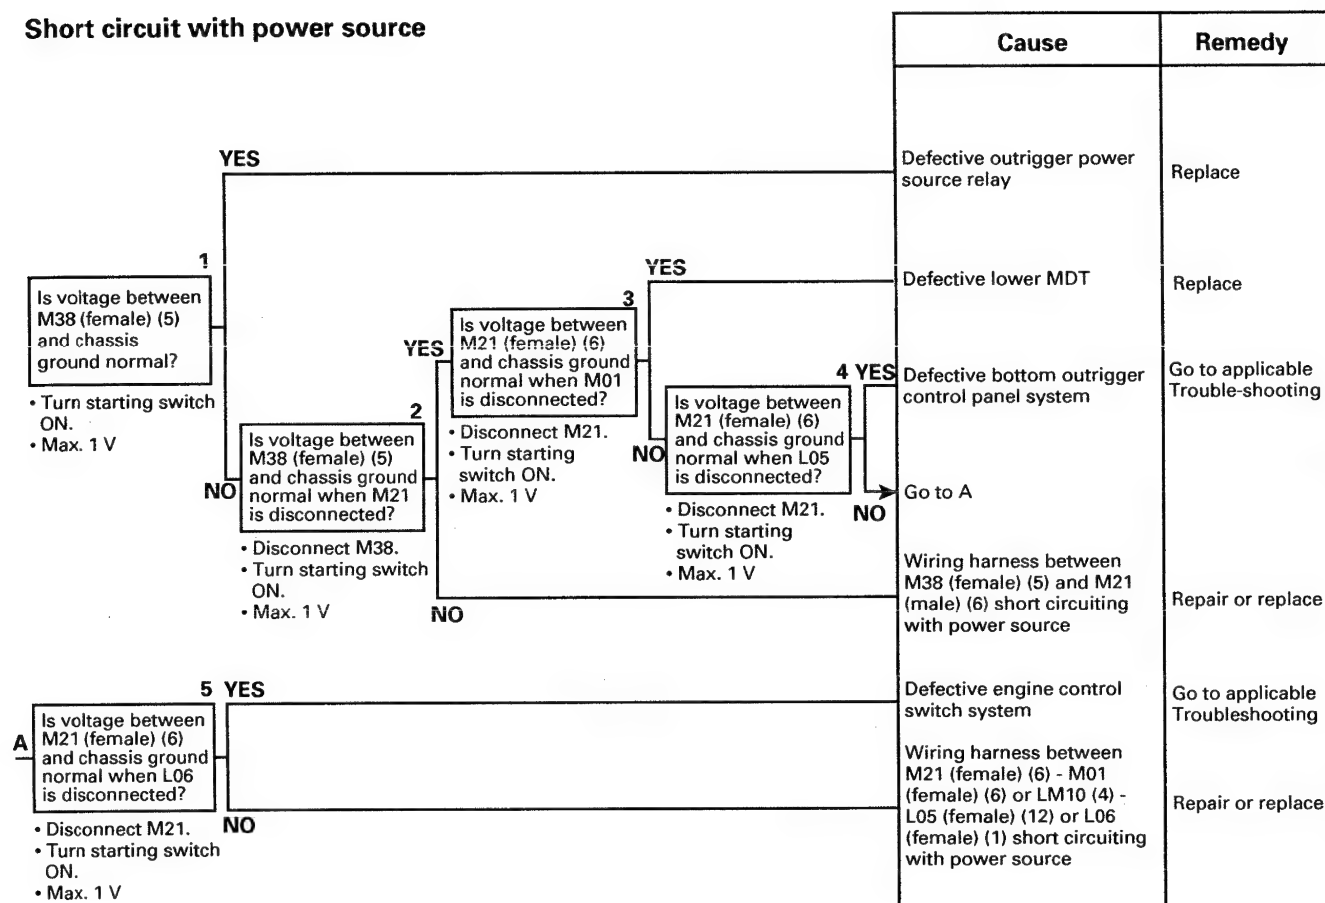 Short circuit with power source
Cause
Remedy
YES
Defective outrigger power
source relay
Replace
1
Is voltage between
M38 (female) (5)
and chassis
ground normal?
• Turn starting switch
ON.
• Max. 1 V
NO
2
Is voltage between
M38 (female) (5)
and chassis ground
normal when M21
is disconnected?
• Disconnect M38.
• Turn starting switch
ON.
• Max. 1 V
YES
3
Is voltage between
M21 (female) (6)
and chassis ground
normal when M01
is disconnected?
• Disconnect M21.
• Turn starting
switch ON.
• Max. 1 V
YES
Defective lower MDT
Replace
NO
4 YES
Is voltage between
M21 (female) (6)
and chassis ground
normal when L05
is disconnected?
• Disconnect M21.
• Turn starting
switch ON.
• Max. 1 V
Defective bottom outrigger
control panel system
Go to applicable
Trouble-shooting
NO
Go to A
NO
Wiring harness between
M38 (female) (5) and M21
(male) (6) short circuiting
with power source
Repair or replace
A
5 YES
Is voltage between
M21 (female) (6)
and chassis ground
normal when L06
is disconnected?
• Disconnect M21.
• Turn starting switch
ON.
• Max. 1 V
Defective engine control
switch system
Go to applicable
Troubleshooting
NO
Wiring harness between
M21 (female) (6) - M01
(female) (6) or LM10 (4) -
L05 (female) (12) or L06
(female) (1) short circuiting
with power source
Repair or replace